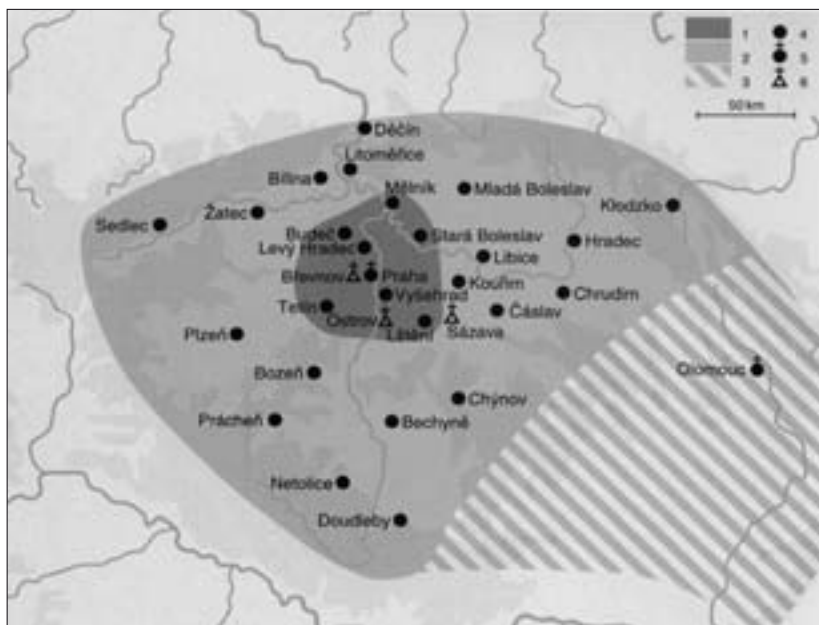 1 4
2 5
3 6
50 km
Děčín
Litoměřice
Bílina
Mělník
Mladá Boleslav
Klodzko
Sedlec
Žatec
Budeč
Stará Boleslav
Hradec
Levý Hradec
Libice
Břevnov
Praha
Kouřim
Vyšehrad
Chrudim
Tetín
Ostrov
Lštění
Sázava
Čáslav
Plzeň
Olomouc
Bozeň
Chýnov
Prácheň
Bechyně
Netolice
Doudleby